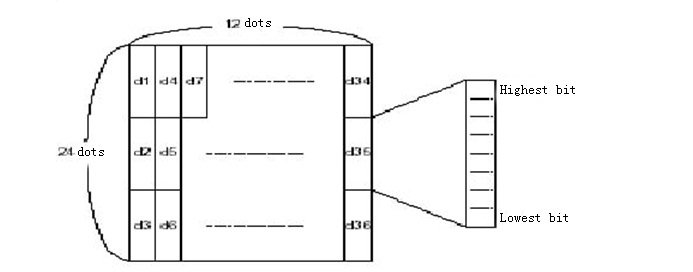 12 dots
d1 d4 d7 d34
Highest bit
24 dots
d2 d5 d35
d3 d6 d36
Lowest bit